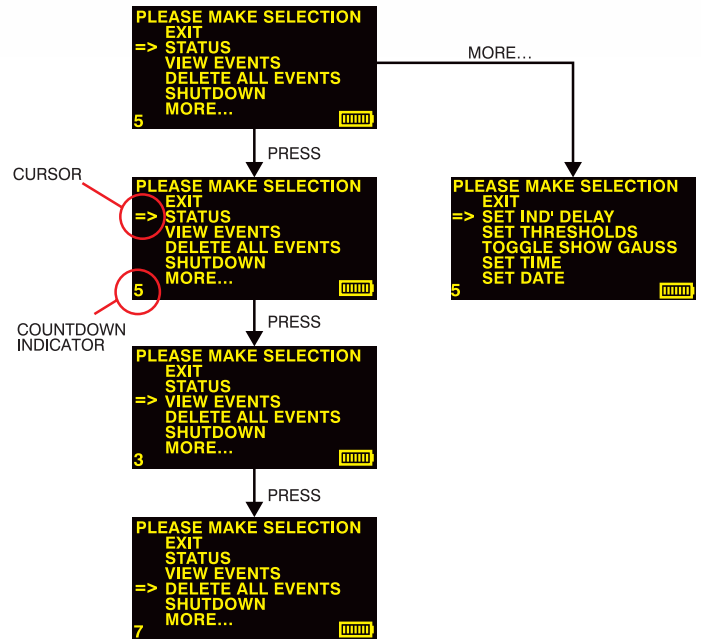 PLEASE MAKE SELECTION
EXIT
=> STATUS
VIEW EVENTS
DELETE ALL EVENTS
SHUTDOWN
MORE...
5
MORE...
PRESS
CURSOR
PLEASE MAKE SELECTION
EXIT
=> STATUS
VIEW EVENTS
DELETE ALL EVENTS
SHUTDOWN
MORE...
5
COUNTDOWN
INDICATOR
PLEASE MAKE SELECTION
EXIT
=> SET IND' DELAY
SET THRESHOLDS
TOGGLE SHOW GAUSS
SET TIME
SET DATE
5
PRESS
PLEASE MAKE SELECTION
EXIT
STATUS
=> VIEW EVENTS
DELETE ALL EVENTS
SHUTDOWN
MORE...
3
PRESS
PLEASE MAKE SELECTION
EXIT
STATUS
VIEW EVENTS
=> DELETE ALL EVENTS
SHUTDOWN
MORE...
7